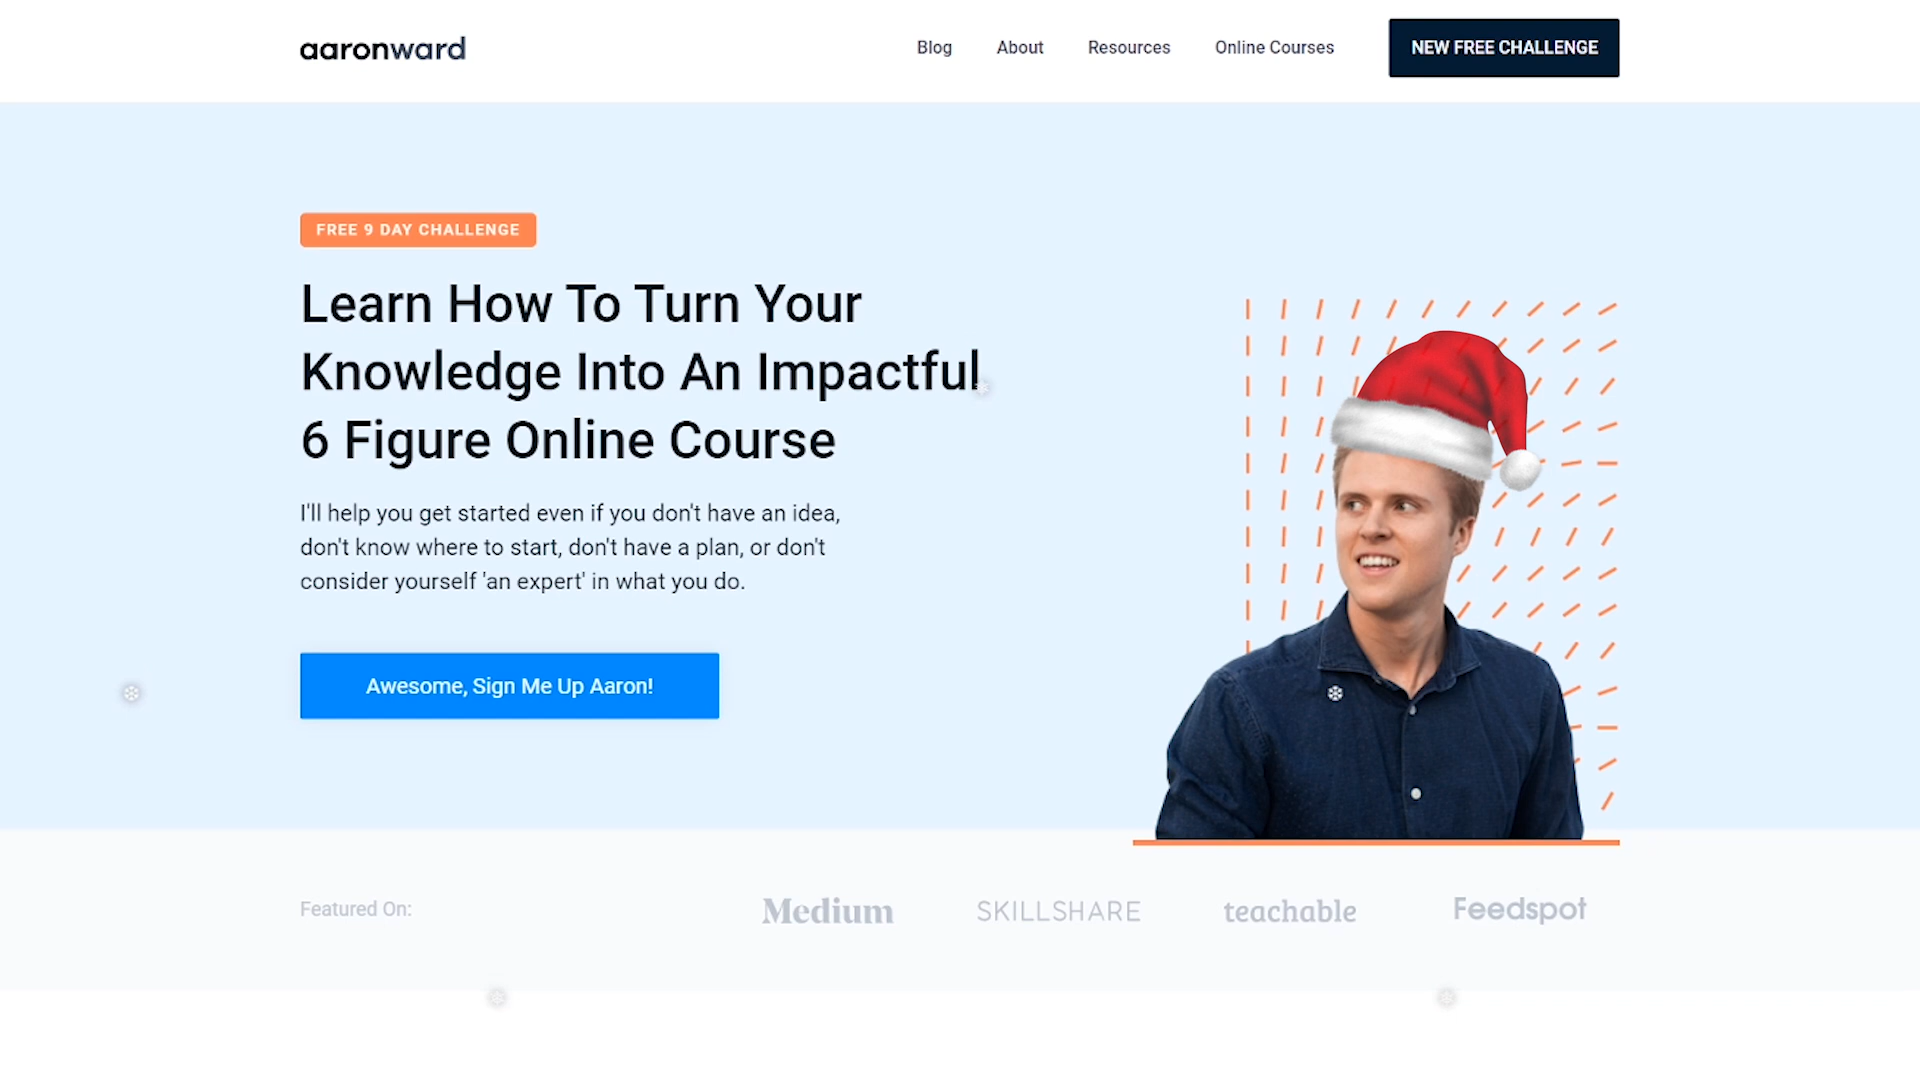 aaronward
Blog
About
Resources
Online Courses
NEW FREE CHALLENGE
FREE 9 DAY CHALLENGE
Learn How To Turn Your
Knowledge Into An Impactful
6 Figure Online Course
I'll help you get started even if you don't have an idea,
don't know where to start, don't have a plan, or don't
consider yourself 'an expert' in what you do.
Awesome, Sign Me Up Aaron!
Featured On:
Medium
SKILLSHARE
teachable
Feedspot